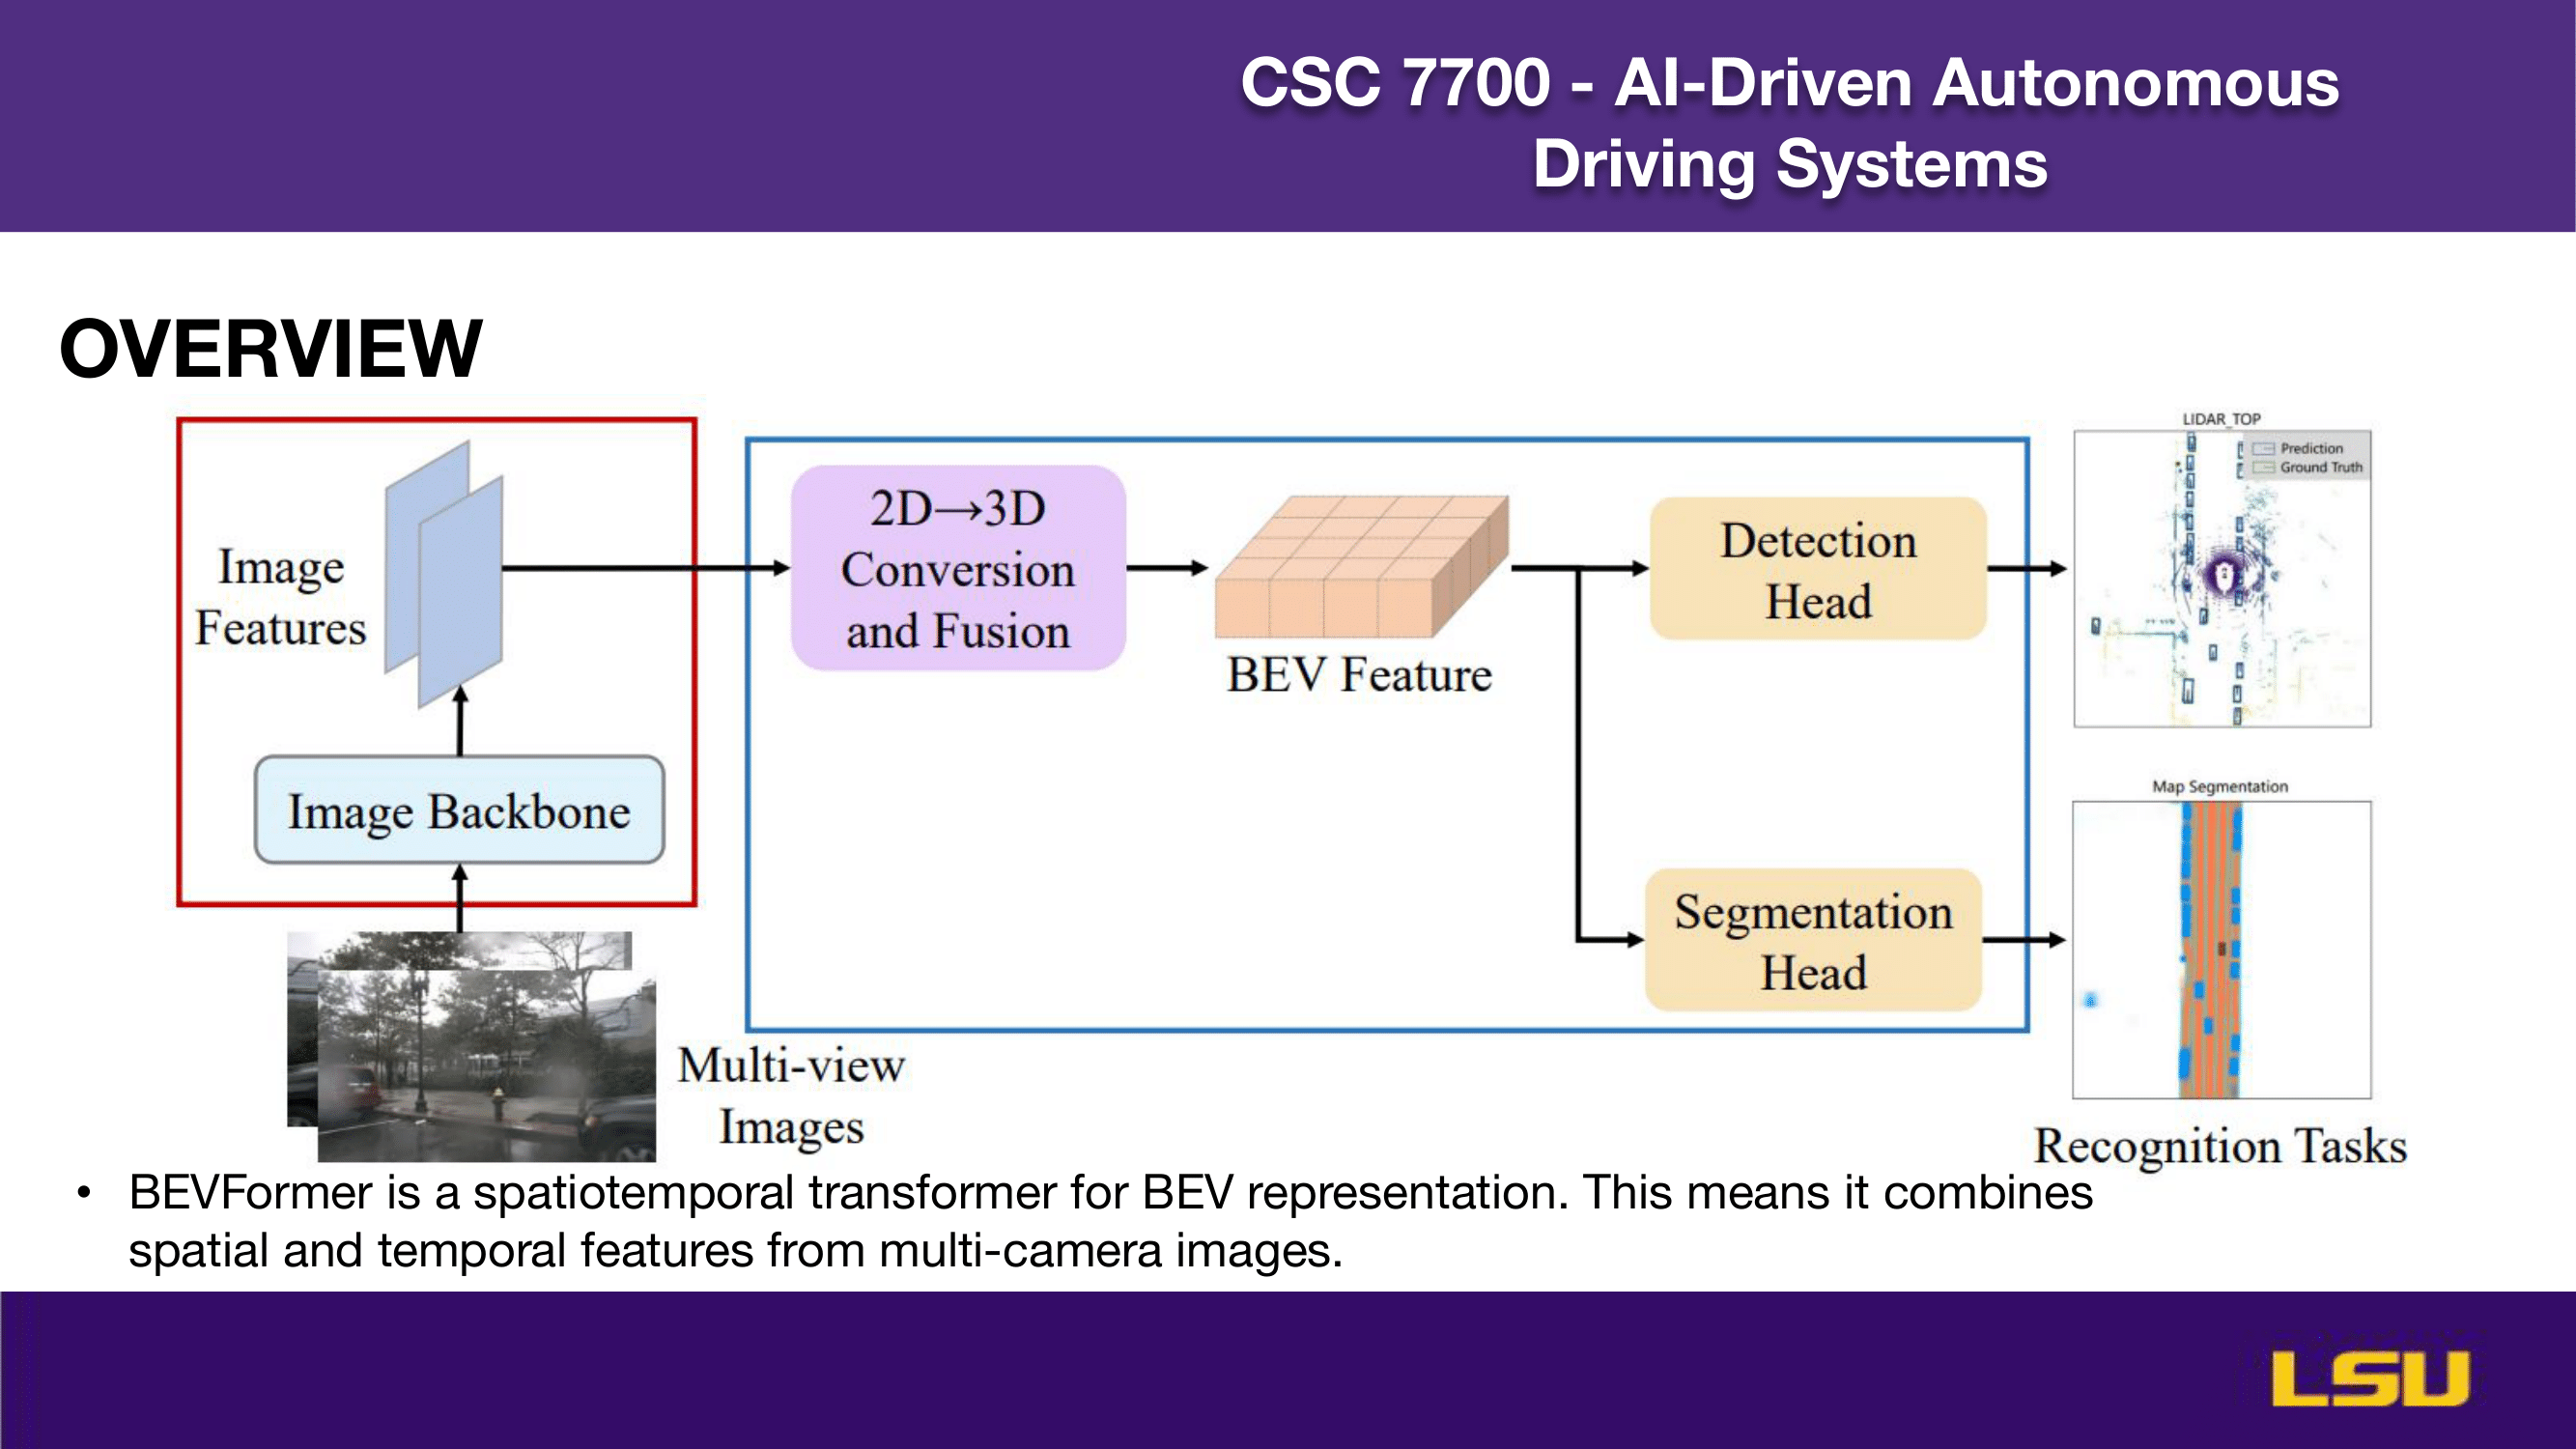 CSC 7700 - AI-Driven Autonomous
Driving Systems
OVERVIEW
Image
Features
Image Backbone
Multi-view
Images
2D→3D
Conversion
and Fusion
BEV Feature
Detection
Head
Segmentation
Head
LIDAR_TOP
Prediction
Ground Truth
Map Segmentation
Recognition Tasks
• BEVFormer is a spatiotemporal transformer for BEV representation. This means it combines
spatial and temporal features from multi-camera images.
LSU